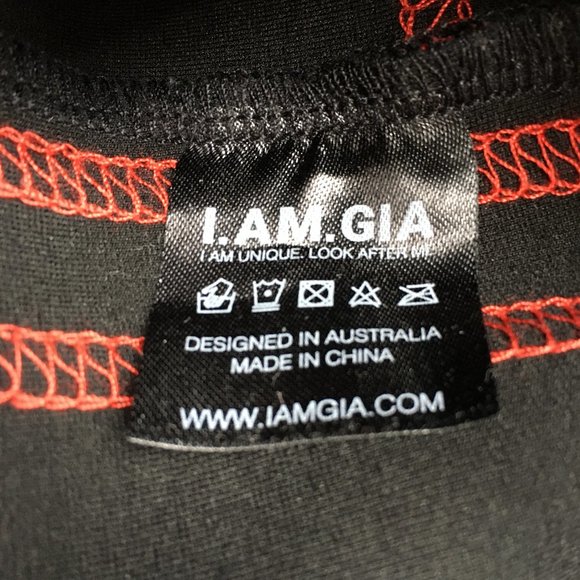 I.AM.GIA
I AM UNIQUE. LOOK AFTER ME
DESIGNED IN AUSTRALIA
MADE IN CHINA
WWW.IAMGIA.COM